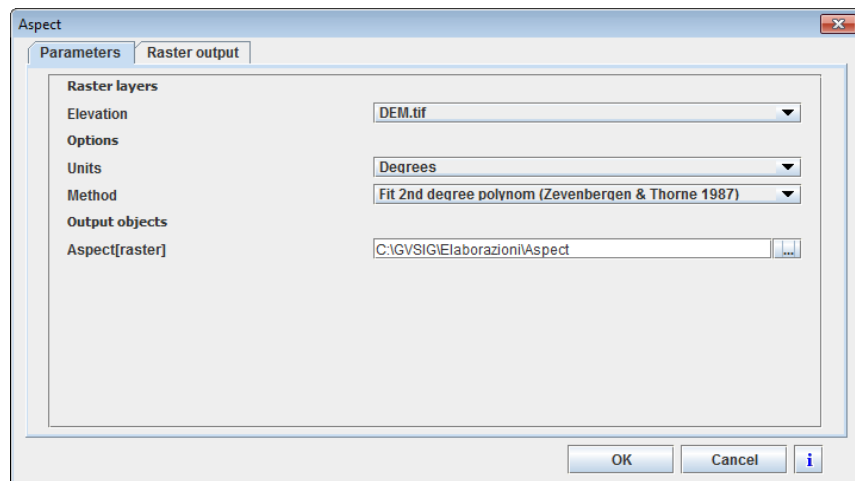 Aspect
Parameters Raster output
Raster layers
Elevation DEM.tif
Options
Units Degrees
Method Fit 2nd degree polynom (Zevenbergen & Thorne 1987)
Output objects
Aspect[raster] C:\GVSIG\Elaborazioni\Aspect ...
OK Cancel i